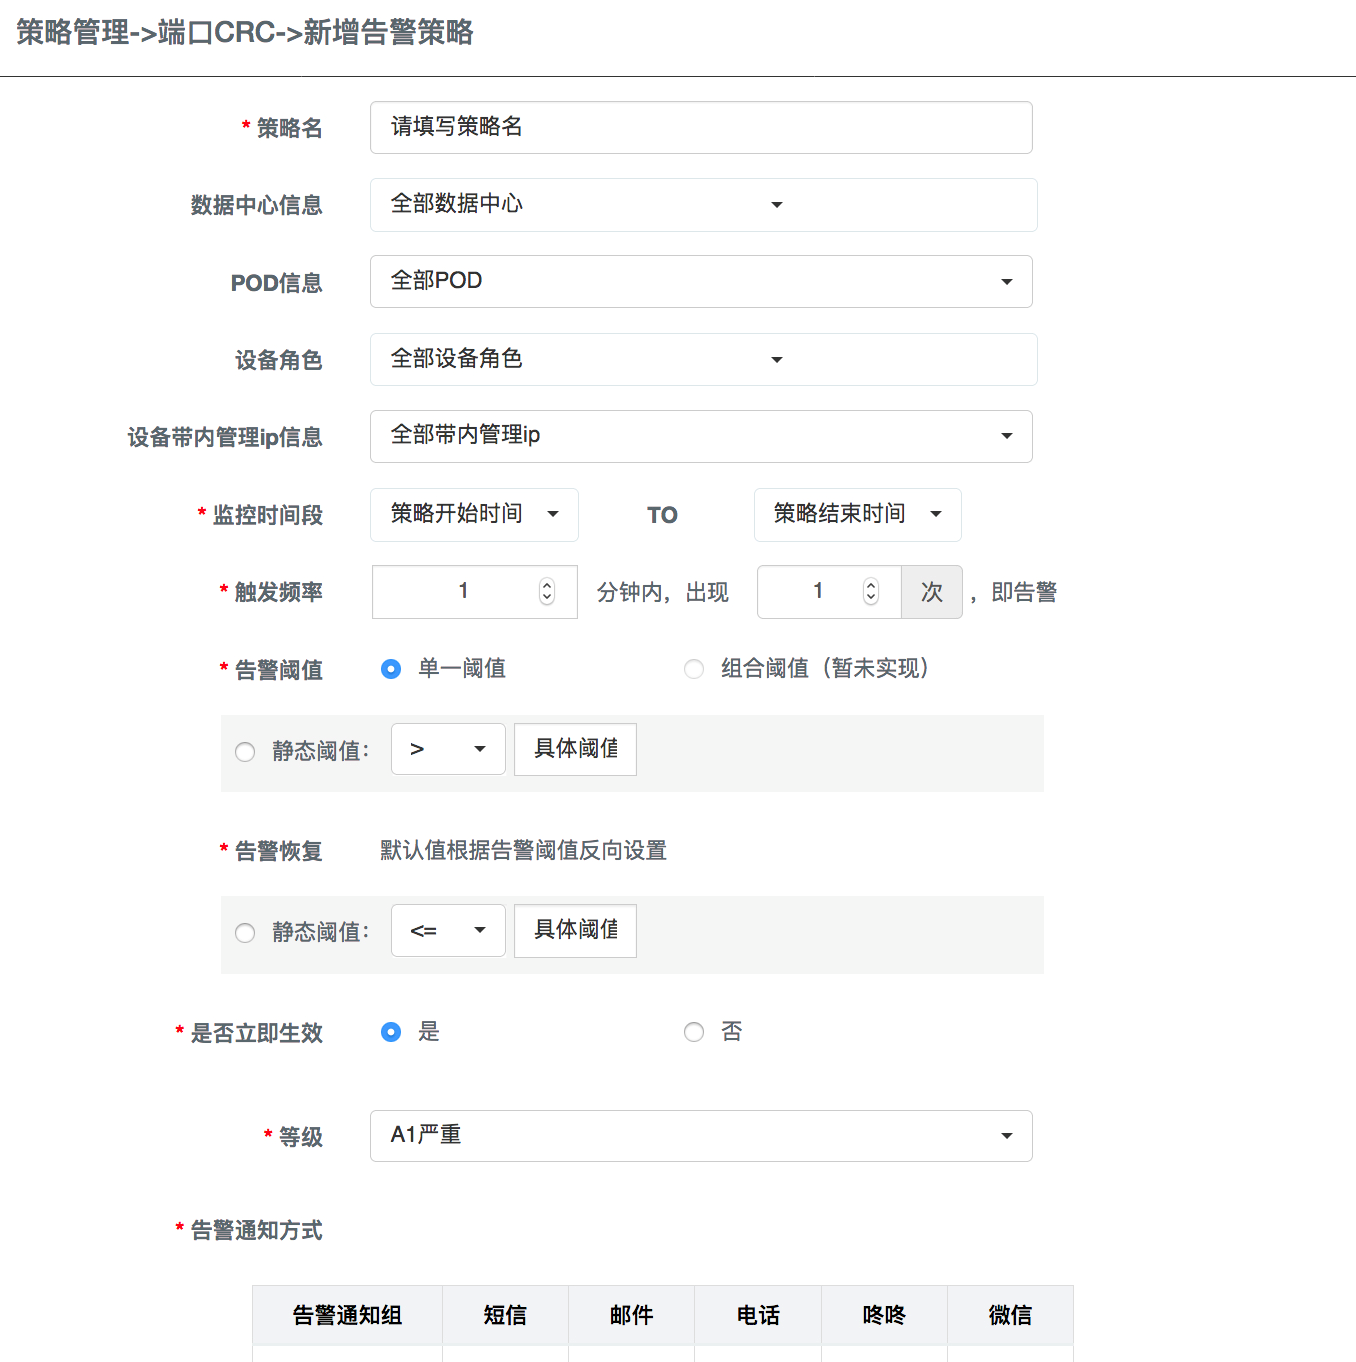 策略管理->端口CRC->新增告警策略
* 策略名 请填写策略名
数据中心信息 全部数据中心
POD信息 全部POD
设备角色 全部设备角色
设备带内管理ip信息 全部带内管理ip
* 监控时间段 策略开始时间 TO 策略结束时间
* 触发频率 1 分钟内，出现 1 次 ，即告警
* 告警阈值 单一阈值 组合阈值（暂未实现）
静态阈值： > 具体阈值
* 告警恢复 默认值根据告警阈值反向设置
静态阈值： <= 具体阈值
* 是否立即生效 是 否
* 等级 A1严重
* 告警通知方式
告警通知组 短信 邮件 电话 咚咚 微信